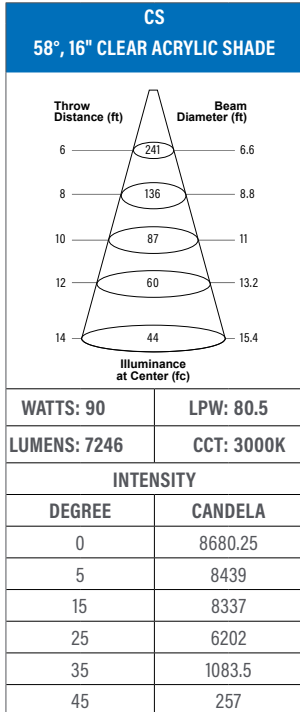 CS
58°, 16" CLEAR ACRYLIC SHADE
Throw Distance (ft)
Beam Diameter (ft)
6 241 6.6
8 136 8.8
10 87 11
12 60 13.2
14 44 15.4
Illuminance
at Center (fc)
WATTS: 90 LPW: 80.5
LUMENS: 7246 CCT: 3000K
INTENSITY
DEGREE CANDELA
0 8680.25
5 8439
15 8337
25 6202
35 1083.5
45 257